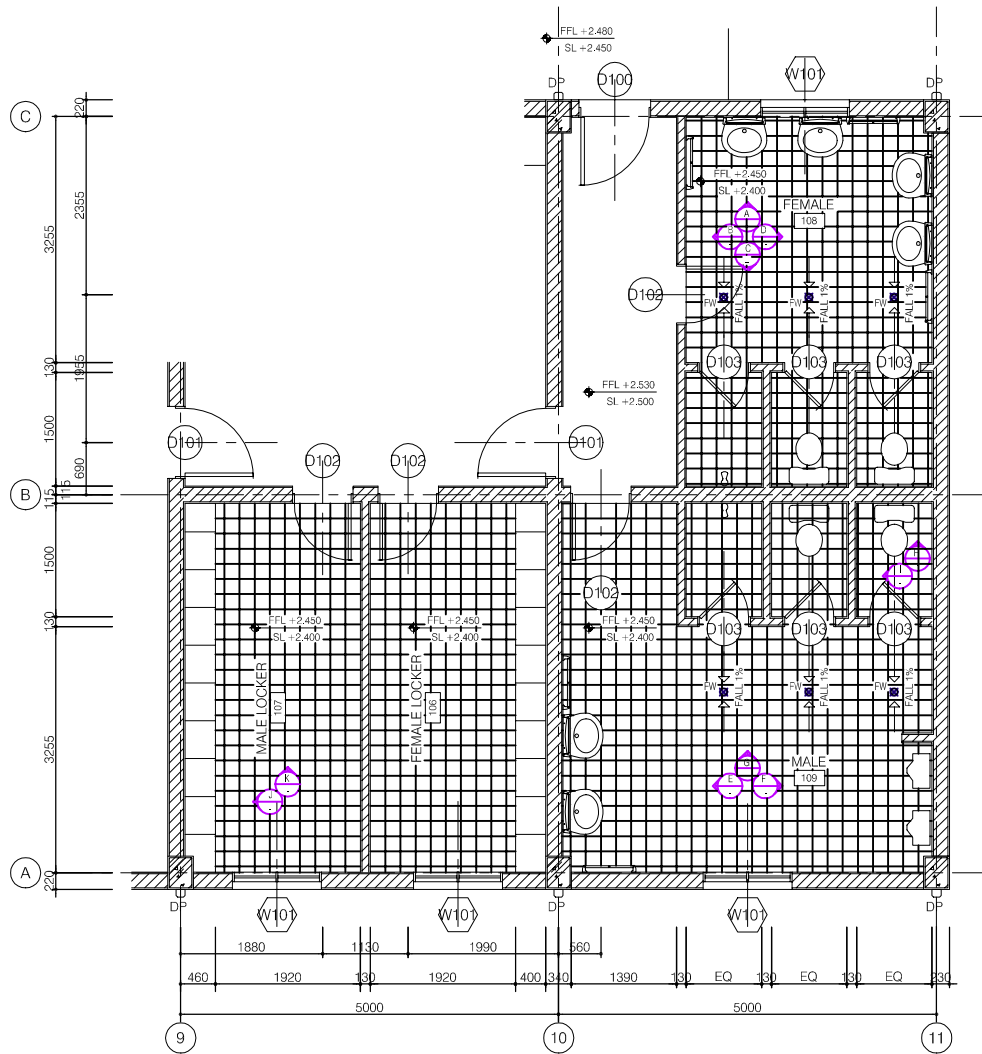 FFL +2.480
SL +2.450
DP
D100
W101
DP
C
220
2355
3255
FFL +2.450
SL +2.400
FEMALE
108
A
B
D
C
-
D102
FW
FALL 1%
FW
FALL 1%
FW
FALL 1%
130
1955
D103
D103
D103
FFL +2.530
SL +2.500
1500
690
D101
D102
D102
D101
B
115
115
1500
H
I
-
130
D102
D103
D103
D103
FFL +2.450
SL +2.400
FFL +2.450
SL +2.400
FFL +2.450
SL +2.400
MALE LOCKER
107
FEMALE LOCKER
106
FW
FALL 1%
FW
FALL 1%
FW
FALL 1%
3255
MALE
109
G
E
F
-
K
J
-
A
220
DP
W101
W101
DP
W101
DP
1880
1130
1990
560
460
1920
130
1920
400
340
1390
130
EQ
130
EQ
130
EQ
230
5000
5000
9
10
11